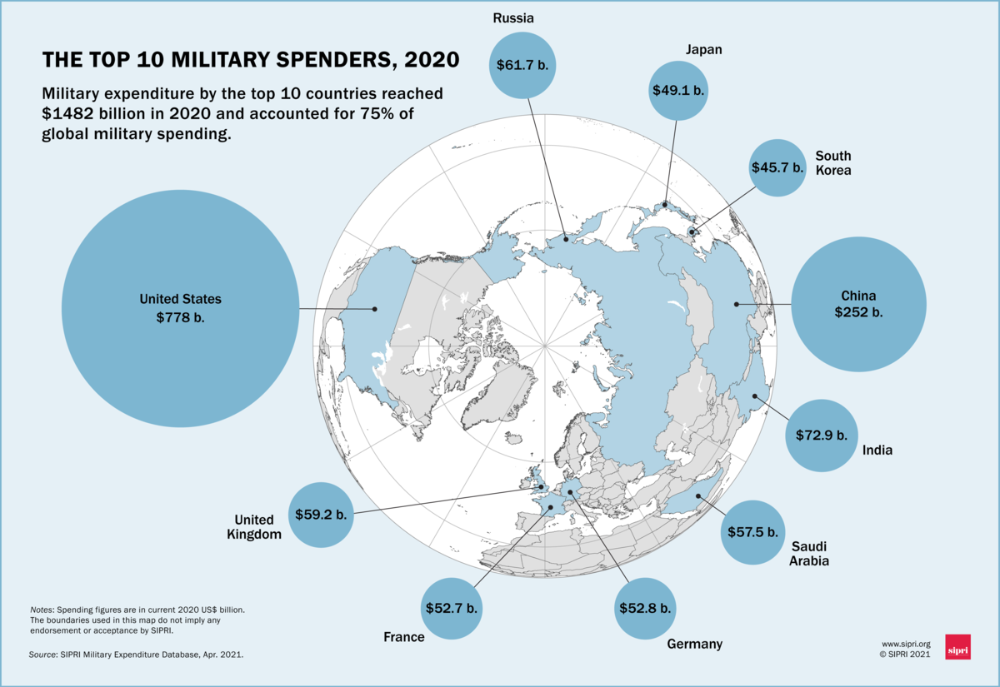 THE TOP 10 MILITARY SPENDERS, 2020
Military expenditure by the top 10 countries reached
$1482 billion in 2020 and accounted for 75% of
global military spending.
Russia
$61.7 b.
Japan
$49.1 b.
South
Korea
$45.7 b.
United States
$778 b.
China
$252 b.
$72.9 b.
India
$59.2 b.
United
Kingdom
$57.5 b.
Saudi
Arabia
$52.7 b.
France
$52.8 b.
Germany
Notes: Spending figures are in current 2020 US$ billion.
The boundaries used in this map do not imply any
endorsement or acceptance by SIPRI.
Source: SIPRI Military Expenditure Database, Apr. 2021.
www.sipri.org
© SIPRI 2021
sipri